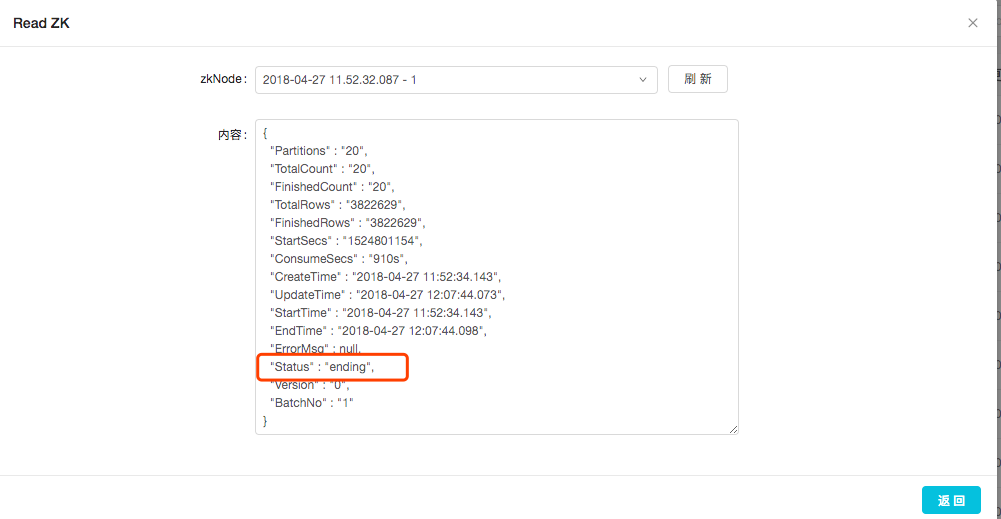 Read ZK
zkNode: 2018-04-27 11.52.32.087 - 1 刷 新
内容: {
"Partitions" : "20",
"TotalCount" : "20",
"FinishedCount" : "20",
"TotalRows" : "3822629",
"FinishedRows" : "3822629",
"StartSecs" : "1524801154",
"ConsumeSecs" : "910s",
"CreateTime" : "2018-04-27 11:52:34.143",
"UpdateTime" : "2018-04-27 12:07:44.073",
"StartTime" : "2018-04-27 11:52:34.143",
"EndTime" : "2018-04-27 12:07:44.098",
"ErrorMsg" : null,
"Status" : "ending",
"Version" : "0",
"BatchNo" : "1"
}
返 回